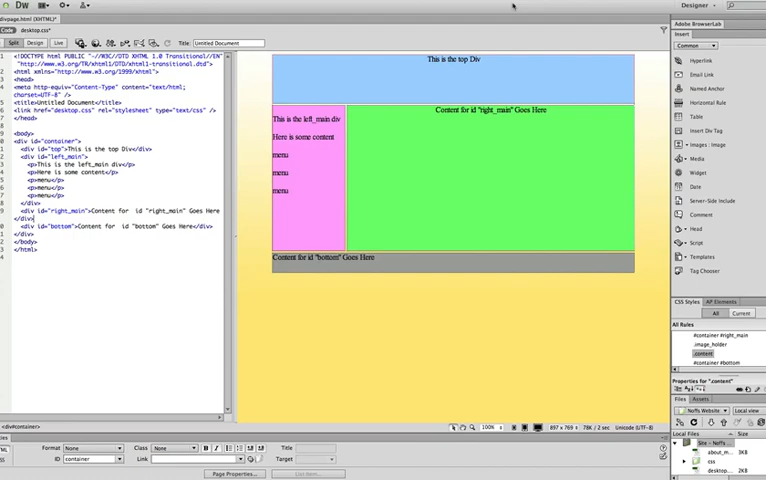 DW
Designer
divpage.html (XHTML)*
Code
desktop.css*
Split Design Live
Title: Untitled Document
<!DOCTYPE html PUBLIC "-//W3C//DTD XHTML 1.0 Transitional//EN"
"http://www.w3.org/TR/xhtml1/DTD/xhtml1-transitional.dtd">
<html xmlns="http://www.w3.org/1999/xhtml">
<head>
<meta http-equiv="Content-Type" content="text/html;
charset=UTF-8" />
<title>Untitled Document</title>
<link href="desktop.css" rel="stylesheet" type="text/css" />
</head>
<body>
<div id="container">
<div id="top">This is the top Div</div>
<div id="left_main">
<p>This is the left_main div</p>
<p>Here is some content</p>
<p>menu</p>
<p>menu</p>
<p>menu</p>
</div>
<div id="right_main">Content for id "right_main" Goes Here
</div>
<div id="bottom">Content for id "bottom" Goes Here</div>
</div>
</body>
</html>
This is the top Div
This is the left_main div
Here is some content
menu
menu
menu
Content for id "right_main" Goes Here
Content for id "bottom" Goes Here
Adobe BrowserLab
Insert
Common
Hyperlink
Email Link
Named Anchor
Horizontal Rule
Table
Insert Div Tag
Images : Image
Media
Widget
Date
Server-Side Include
Comment
Head
Script
Templates
Tag Chooser
CSS Styles AP Elements
All Current
All Rules
#container #right_main
.image_holder
.content
#container #bottom
Properties for ".content"
Files Assets
Noffs Website Local view
Local Files Size
Site - Noffs ...
about_m... 3KB
css
desktop... 2KB
<div#container>
100% 897 x 769 78K / 2 sec Unicode (UTF-8)
Format None Class None B I Title
ID container Link Target
Page Properties... List Item...